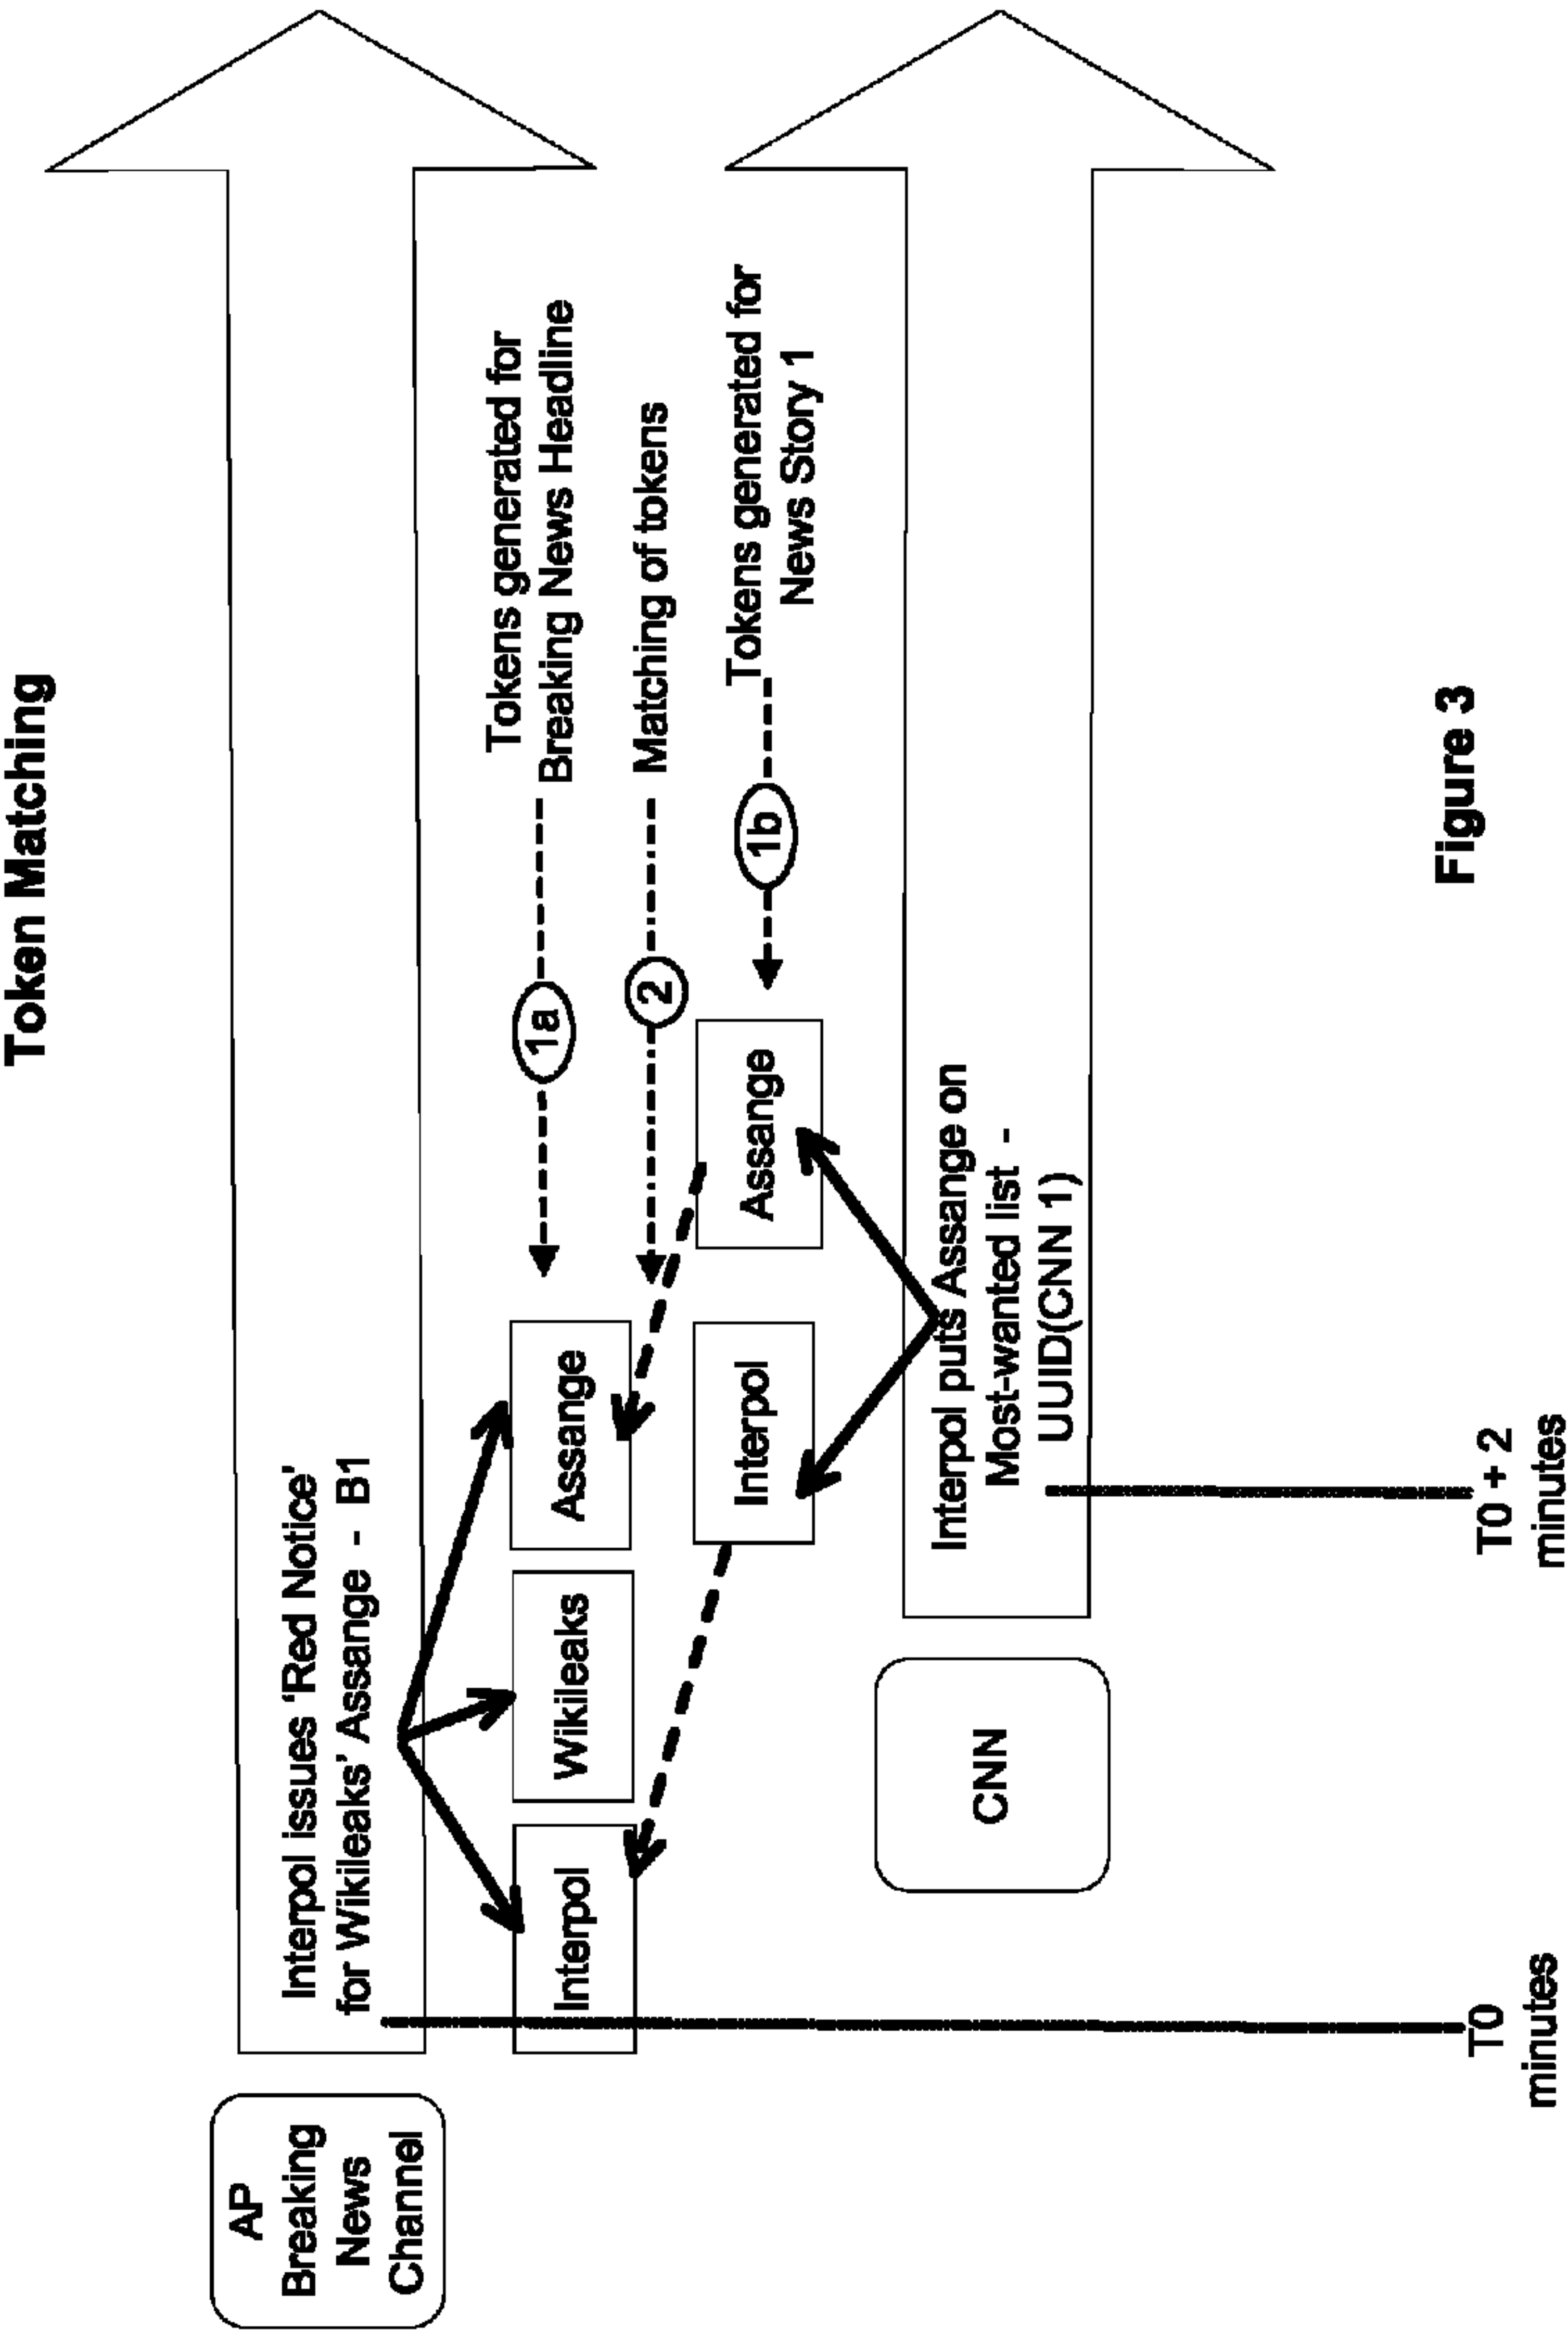 Token Matching
AP
Breaking
News
Channel
Interpol issues ‘Red Notice’
for Wikileaks’ Assange - B1
Interpol
Wikileaks
Assange
1a
Tokens generated for
Breaking News Headline
2
Matching of tokens
Interpol
Assange
1b
Tokens generated for
News Story 1
CNN
Interpol puts Assange on
Most-wanted list -
UUID(CNN 1)
T0
minutes
T0 + 2
minutes
Figure 3